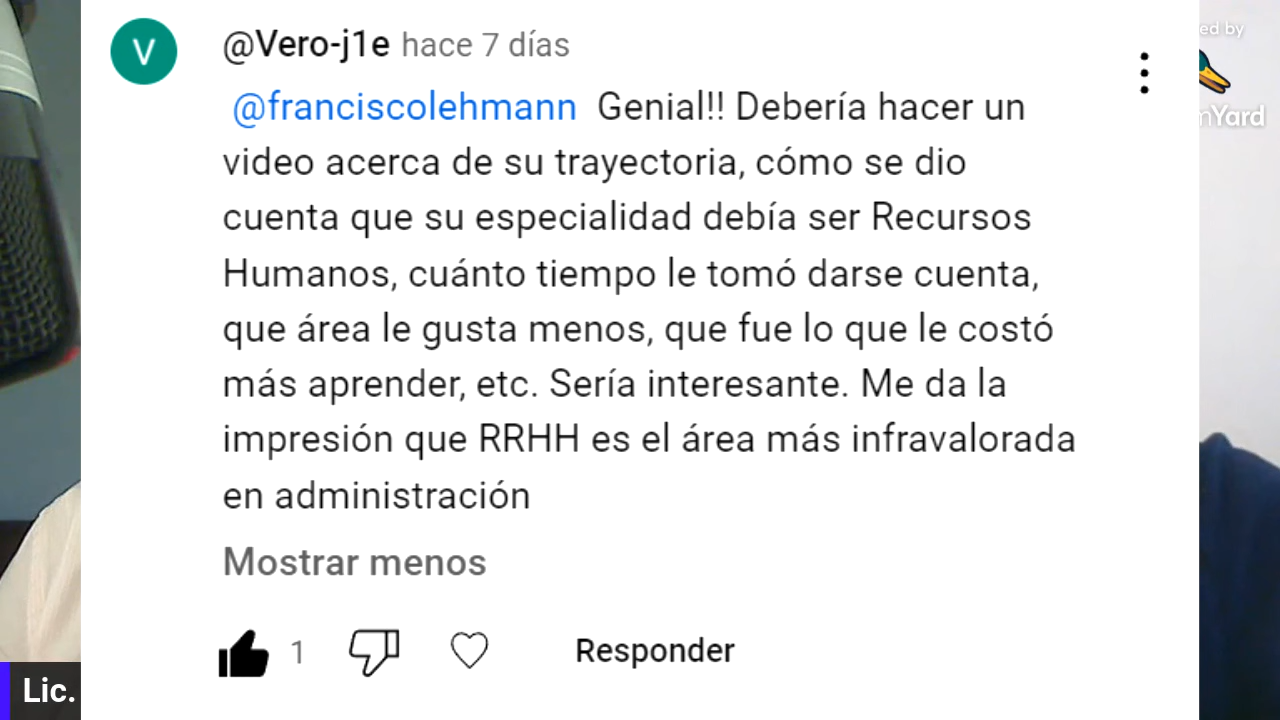 @Vero-j1e hace 7 días
V
@franciscolehmann Genial!! Debería hacer un
video acerca de su trayectoria, cómo se dio
cuenta que su especialidad debía ser Recursos
Humanos, cuánto tiempo le tomó darse cuenta,
que área le gusta menos, que fue lo que le costó
más aprender, etc. Sería interesante. Me da la
impresión que RRHH es el área más infravalorada
en administración
Mostrar menos
1
Responder
ed by
Yard
Lic.